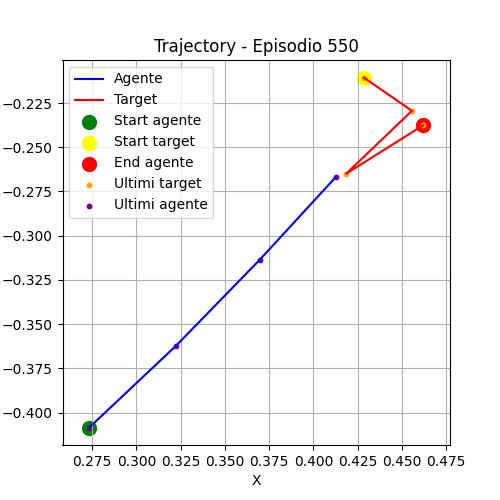 Trajectory - Episodio 550
Agente
Target
Start agente
Start target
End agente
Ultimi target
Ultimi agente
−0.225
−0.250
−0.275
−0.300
−0.325
−0.350
−0.375
−0.400
0.275 0.300 0.325 0.350 0.375 0.400 0.425 0.450 0.475
X